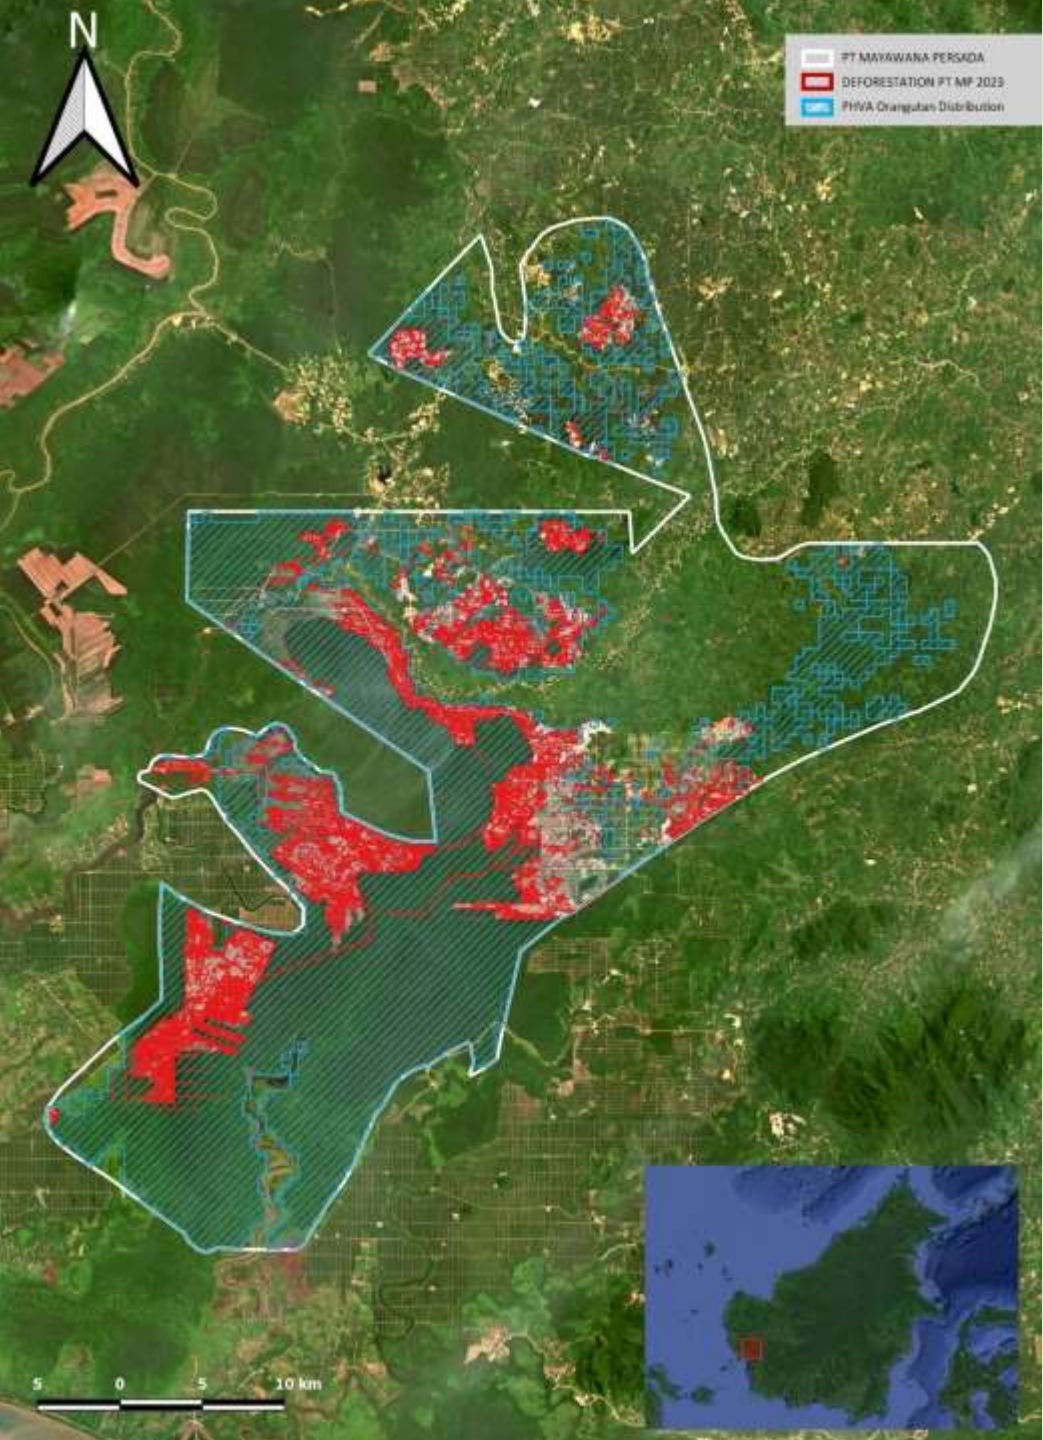 N
PT MAYAWANA PERSADA
DEFORESTATION PT MP 2023
PHVA Orangutan Distribution
5 0 5 10 km